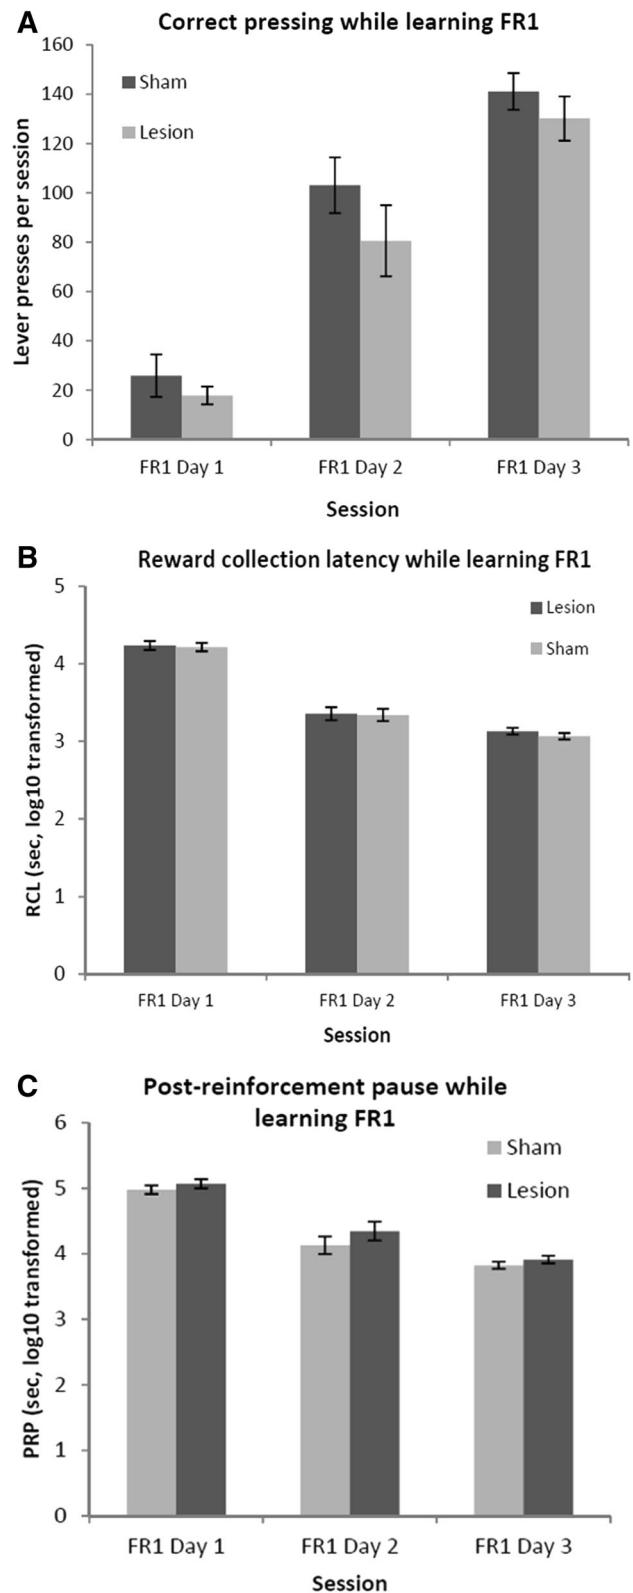 A
Correct pressing while learning FR1
Lever presses per session
160
140
120
100
80
60
40
20
0
Sham
Lesion
FR1 Day 1
FR1 Day 2
FR1 Day 3
Session
B
Reward collection latency while learning FR1
RCL (sec, log10 transformed)
5
4
3
2
1
0
Lesion
Sham
FR1 Day 1
FR1 Day 2
FR1 Day 3
Session
C
Post-reinforcement pause while
learning FR1
PRP (sec, log10 transformed)
6
5
4
3
2
1
0
Sham
Lesion
FR1 Day 1
FR1 Day 2
FR1 Day 3
Session